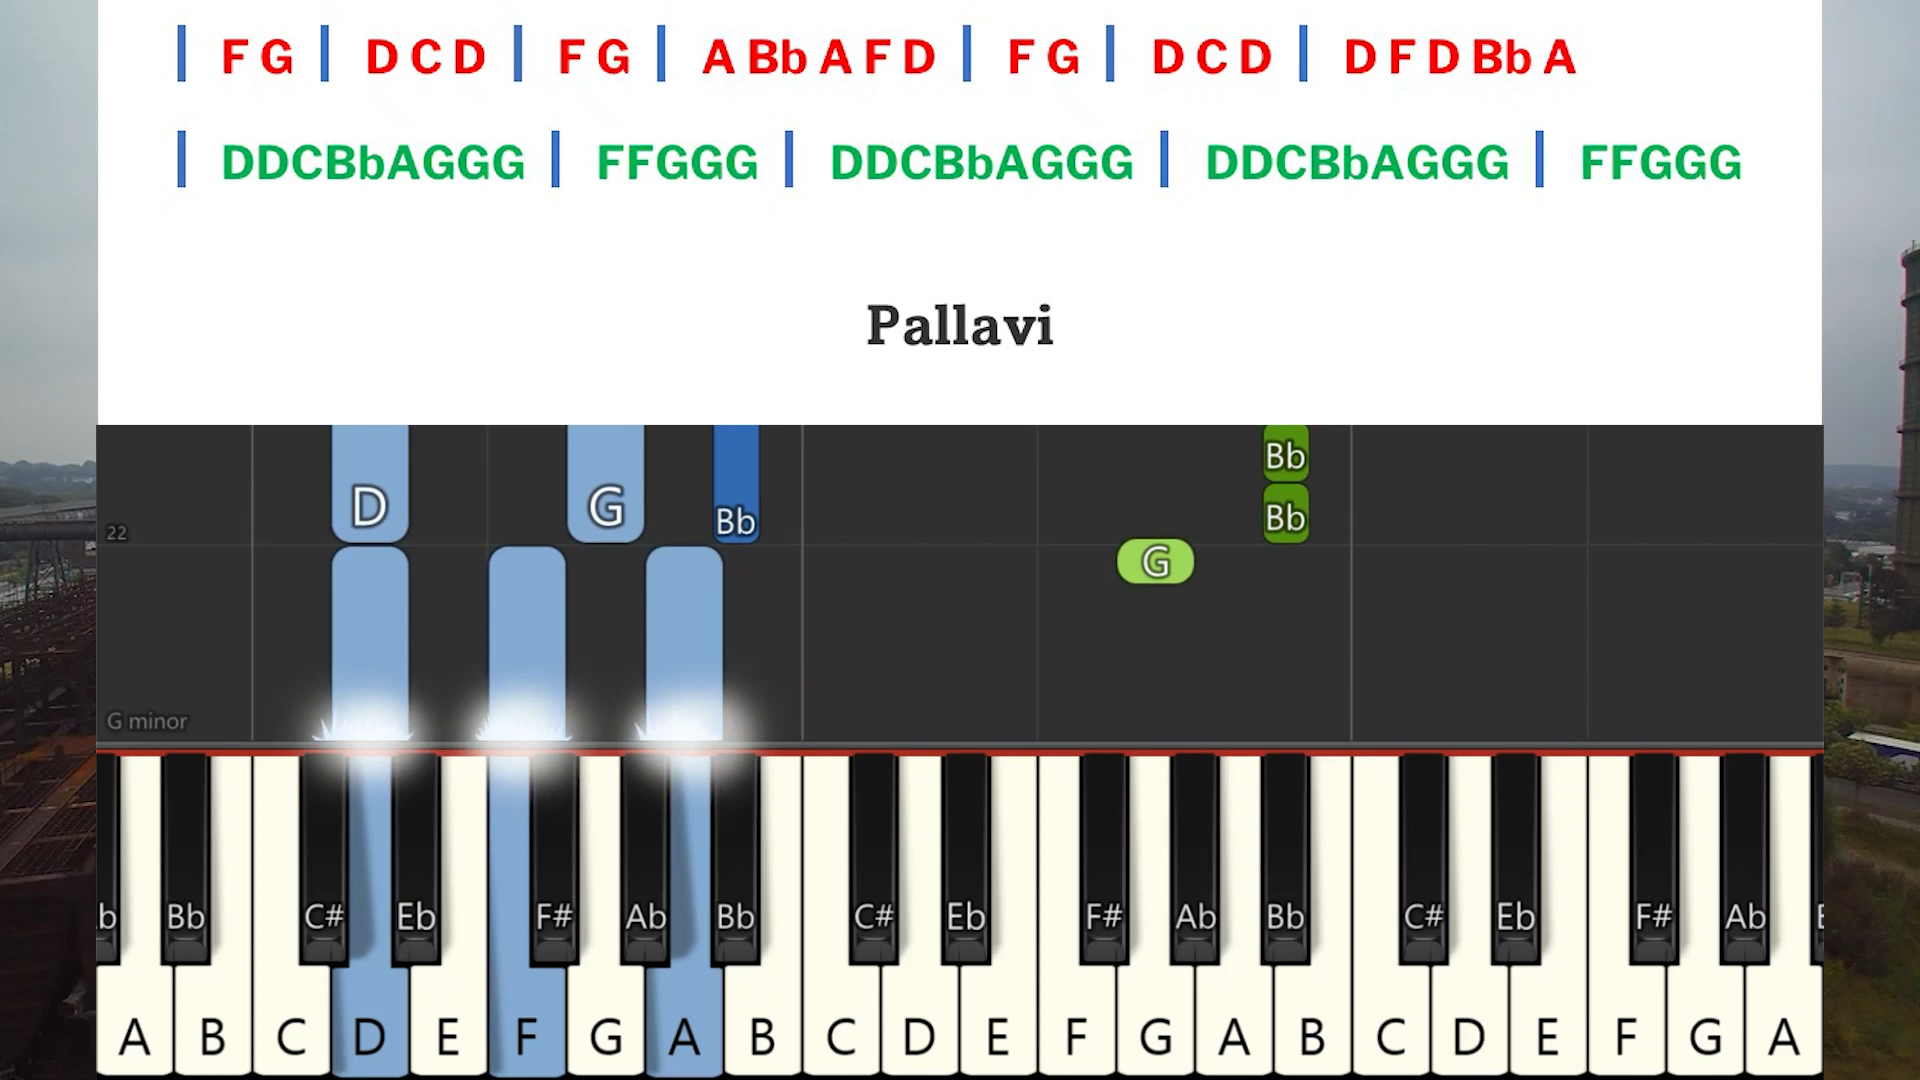 | F G | D C D | F G | A Bb A F D | F G | D C D | D F D Bb A
| DDCBbAGGG | FFGGG | DDCBbAGGG | DDCBbAGGG | FFGGG
Pallavi
Bb
D G Bb Bb
22
G
G minor
b Bb C# Eb F# Ab Bb C# Eb F# Ab Bb C# Eb F# Ab
A B C D E F G A B C D E F G A B C D E F G A